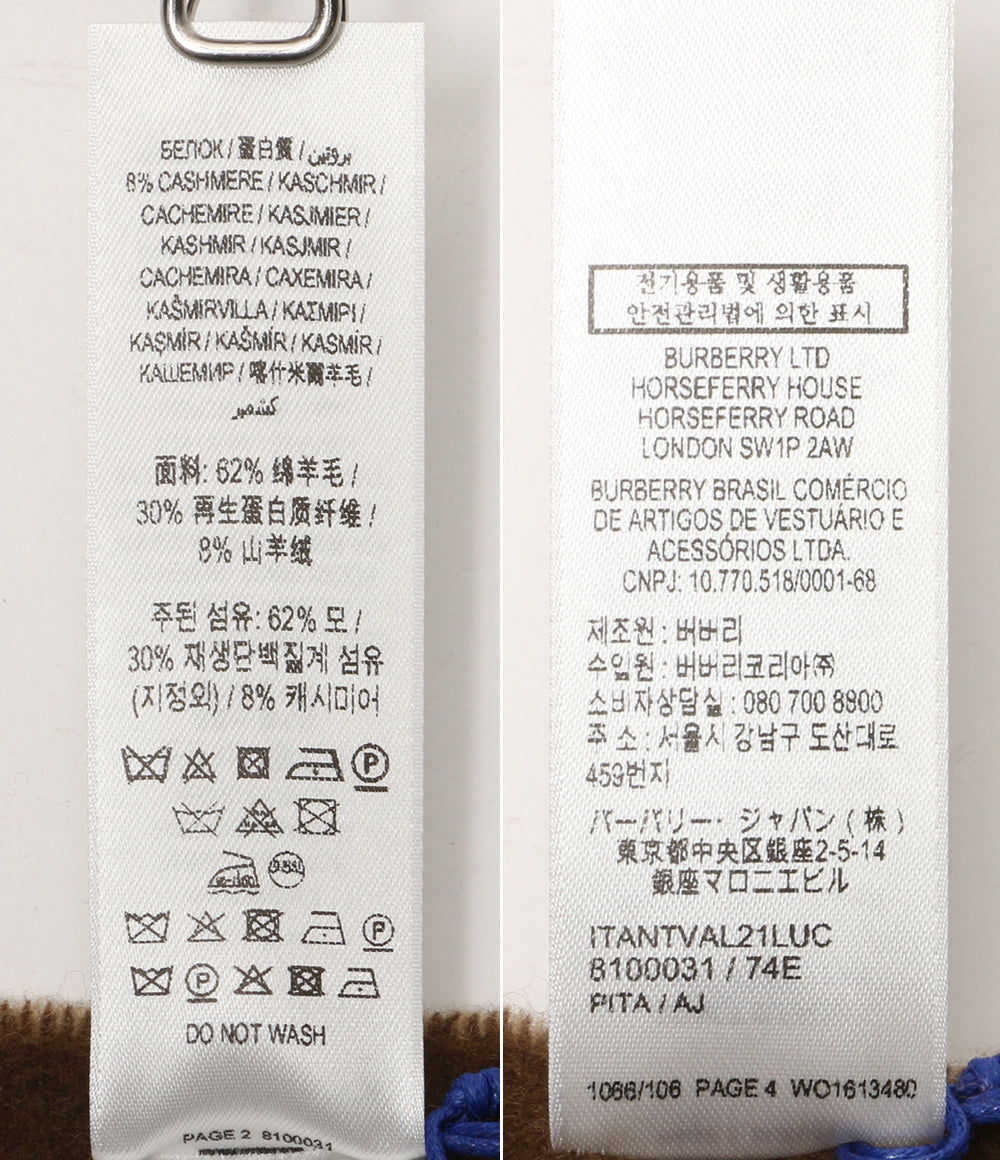 БЕЛОК / 蛋白質 / بروتين
8% CASHMERE / KASCHMIR /
CACHEMIRE / KASJMIER /
KASHMIR / KASJMIR /
CACHEMIRA / CAXEMIRA /
KAŠMIRVILLA / ΚΑΣΜΙΡΙ /
KAŞMİR / KAŠMÍR / KASMÍR /
КАШЕМИР / 喀什米爾羊毛 /
كشمير
面料: 62% 绵羊毛 /
30% 再生蛋白质纤维 /
8% 山羊绒
주된 섬유: 62% 모 /
30% 재생단백질계 섬유
(지정외) / 8% 캐시미어
DO NOT WASH
PAGE 2 8100031
전기용품 및 생활용품
안전관리법에 의한 표시
BURBERRY LTD
HORSEFERRY HOUSE
HORSEFERRY ROAD
LONDON SW1P 2AW
BURBERRY BRASIL COMÉRCIO
DE ARTIGOS DE VESTUÁRIO E
ACESSÓRIOS LTDA.
CNPJ: 10.770.518/0001-68
제조원 : 버버리
수입원 : 버버리코리아㈜
소비자상담실 : 080 700 8800
주 소 : 서울시 강남구 도산대로
459번지
バーバリー・ジャパン ( 株 )
東京都中央区銀座2-5-14
銀座マロニエビル
ITANTVAL21LUC
8100031 / 74E
PITA / AJ
1066/106 PAGE 4 WO1613480